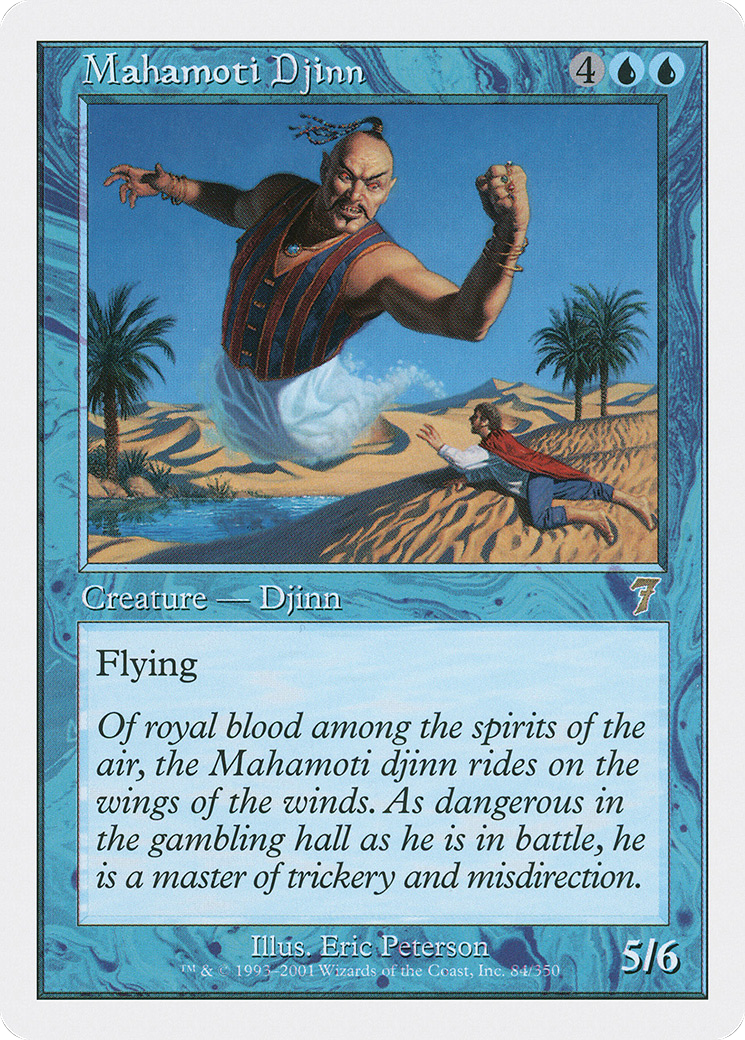 Mahamoti Djinn
4
Creature — Djinn
7
Flying
Of royal blood among the spirits of the
air, the Mahamoti djinn rides on the
wings of the winds. As dangerous in
the gambling hall as he is in battle, he
is a master of trickery and misdirection.
Illus. Eric Peterson
™ & © 1993–2001 Wizards of the Coast, Inc. 84/350
5/6